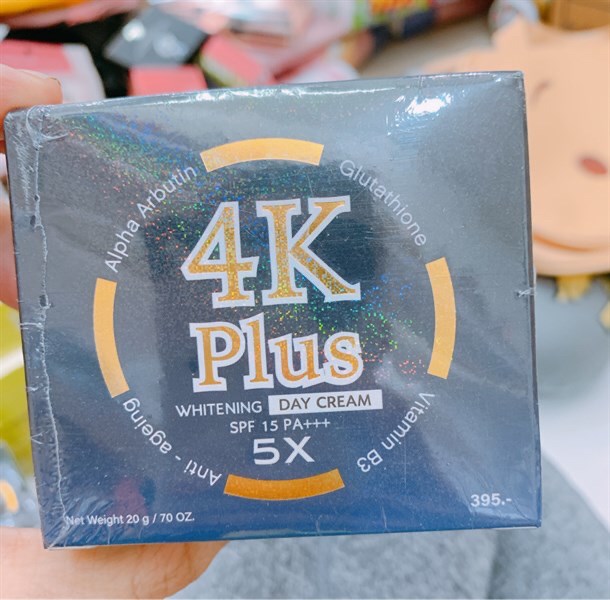 Alpha Arbutin
Glutathione
4K
Plus
WHITENING DAY CREAM
SPF 15 PA+++
5X
Anti - ageing
Vitamin B3
Net Weight 20 g / 70 OZ.
395.-